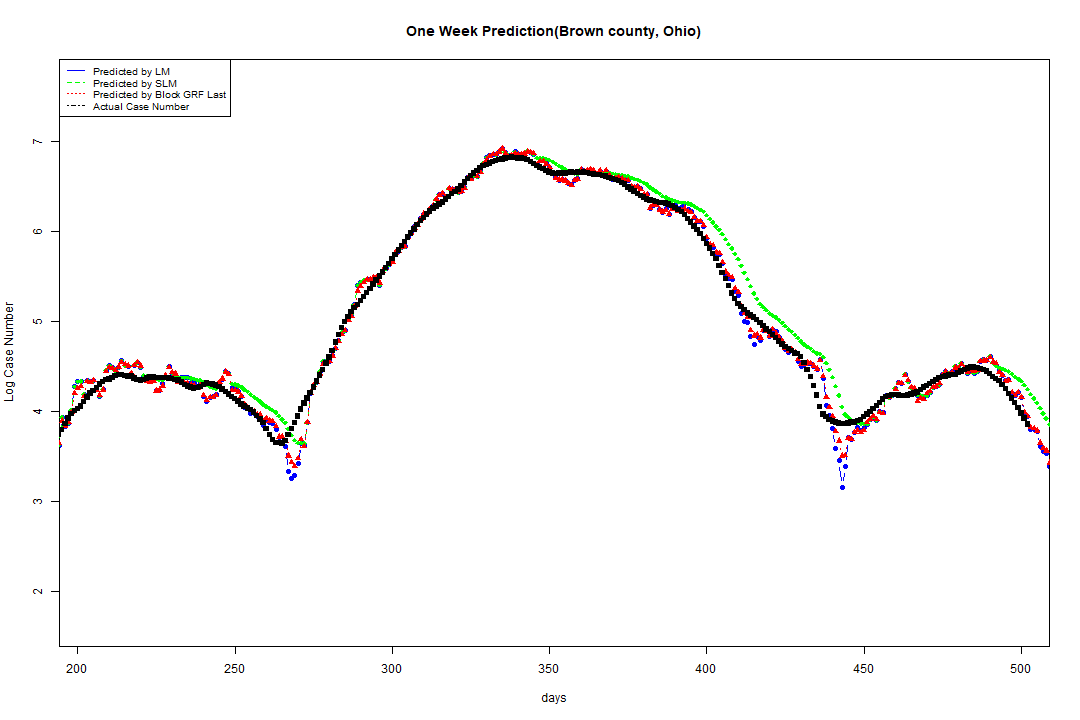 One Week Prediction(Brown county, Ohio)
Predicted by LM
Predicted by SLM
Predicted by Block GRF Last
Actual Case Number
7
6
5
4
3
2
Log Case Number
200 250 300 350 400 450 500
days